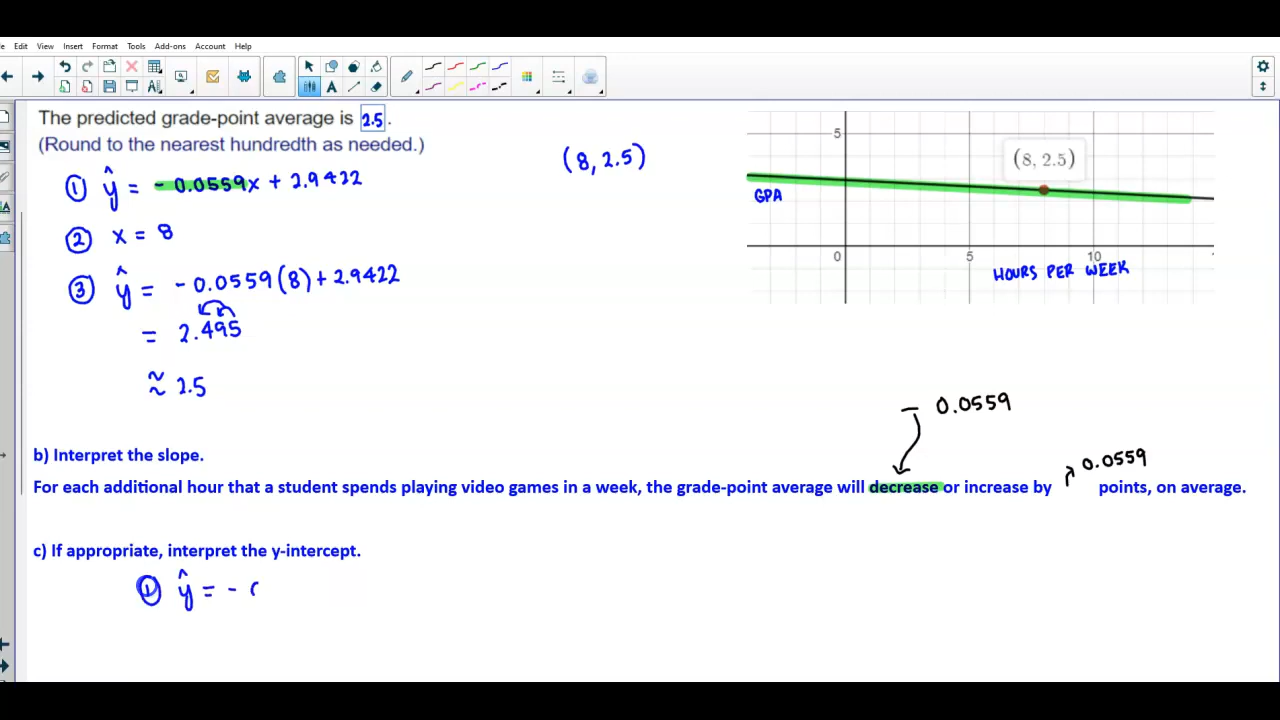 Edit View Insert Format Tools Add-ons Account Help
The predicted grade-point average is 2.5.
(Round to the nearest hundredth as needed.)
① ŷ = - 0.0559x + 2.9422
② x = 8
③ ŷ = - 0.0559(8) + 2.9422
= 2.495
≈ 2.5
(8, 2.5)
5
(8, 2.5)
GPA
0 5 10
HOURS PER WEEK
- 0.0559
0.0559
b) Interpret the slope.
For each additional hour that a student spends playing video games in a week, the grade-point average will decrease or increase by points, on average.
c) If appropriate, interpret the y-intercept.
① ŷ = - (